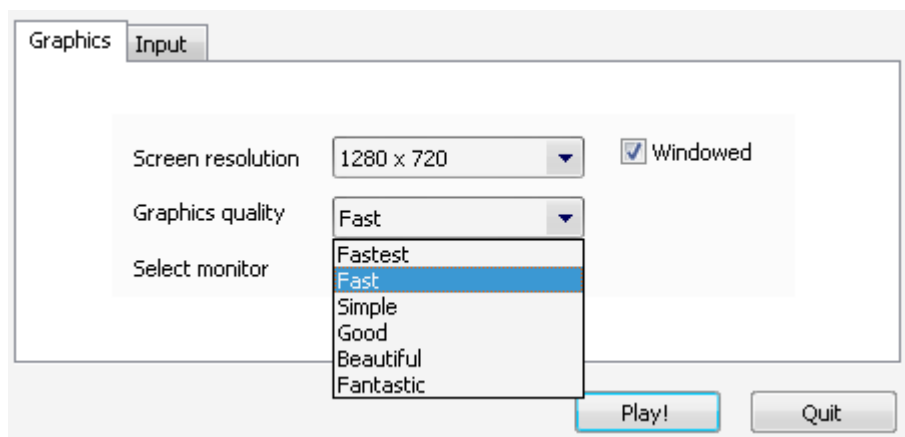 Graphics Input
Screen resolution 1280 x 720 Windowed
Graphics quality Fast
Select monitor
Fastest
Fast
Simple
Good
Beautiful
Fantastic
Play! Quit